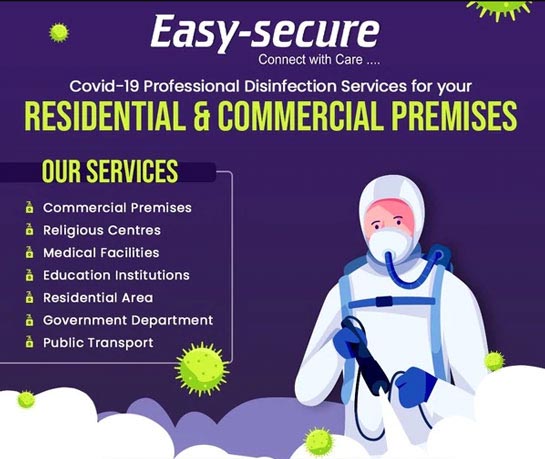 Easy-secure
Connect with Care ....
Covid-19 Professional Disinfection Services for your
RESIDENTIAL & COMMERCIAL PREMISES
OUR SERVICES
Commercial Premises
Religious Centres
Medical Facilities
Education Institutions
Residential Area
Government Department
Public Transport